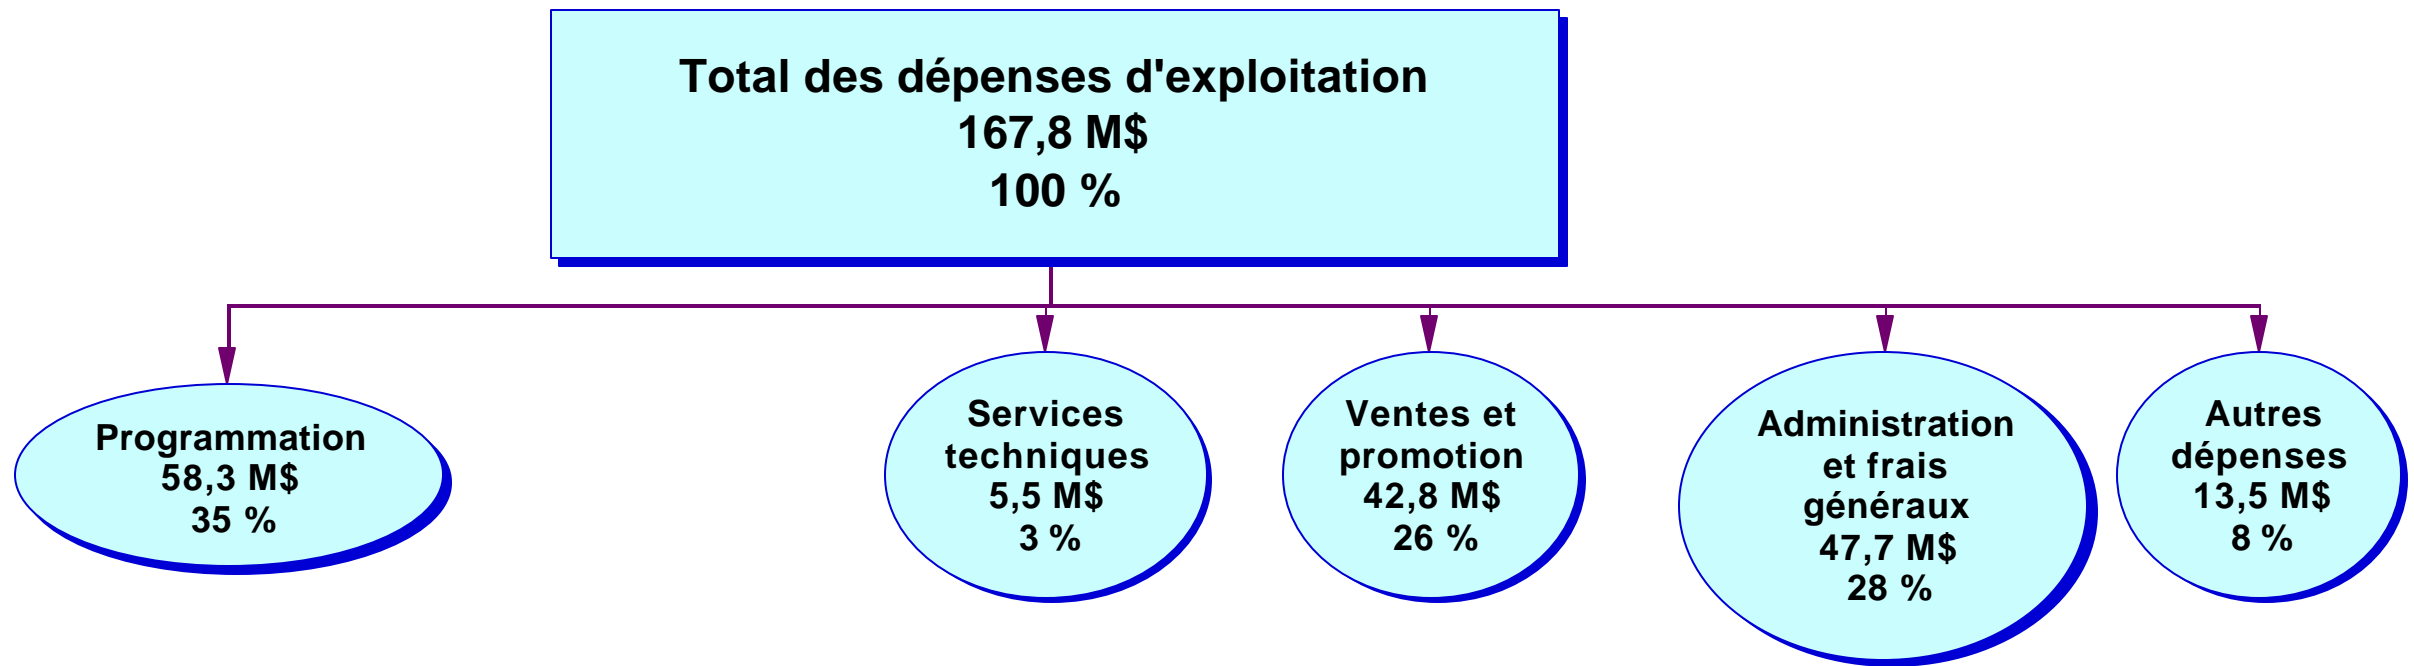 Total des dépenses d'exploitation
167,8 M$
100 %
Programmation
58,3 M$
35 %
Services
techniques
5,5 M$
3 %
Ventes et
promotion
42,8 M$
26 %
Administration
et frais
généraux
47,7 M$
28 %
Autres
dépenses
13,5 M$
8 %